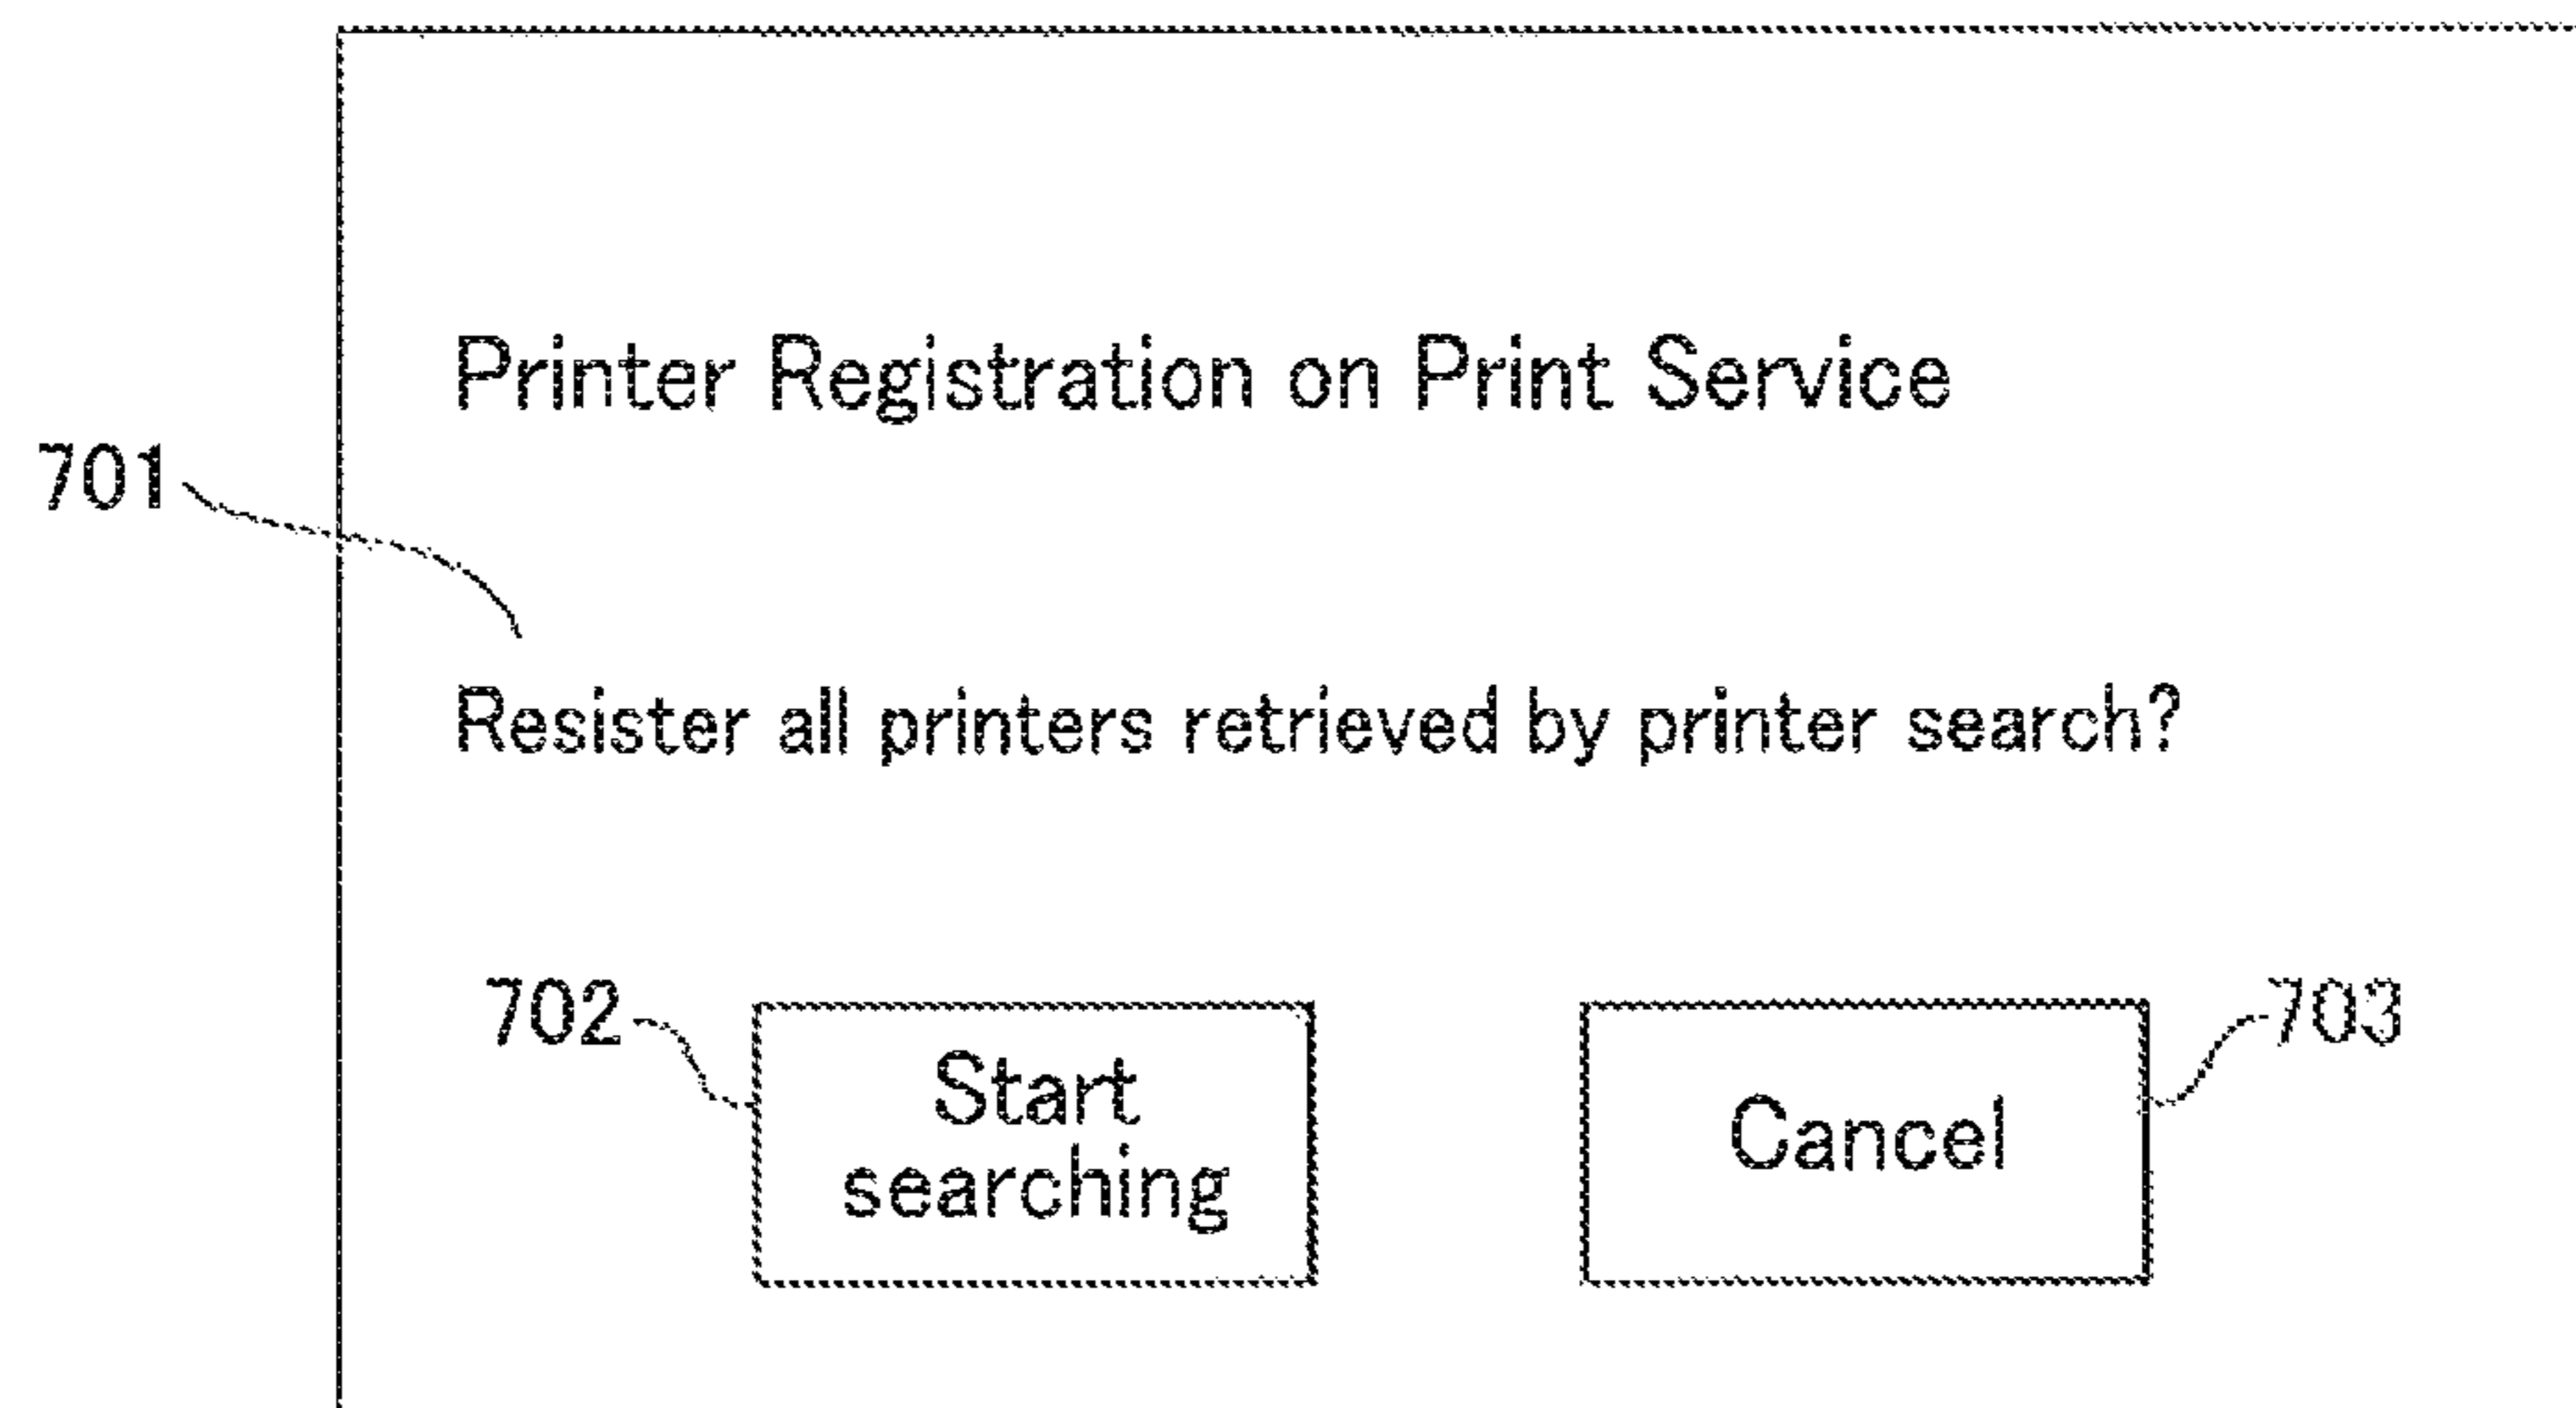 Printer Registration on Print Service
701
Resister all printers retrieved by printer search?
702
Start
searching
Cancel
703